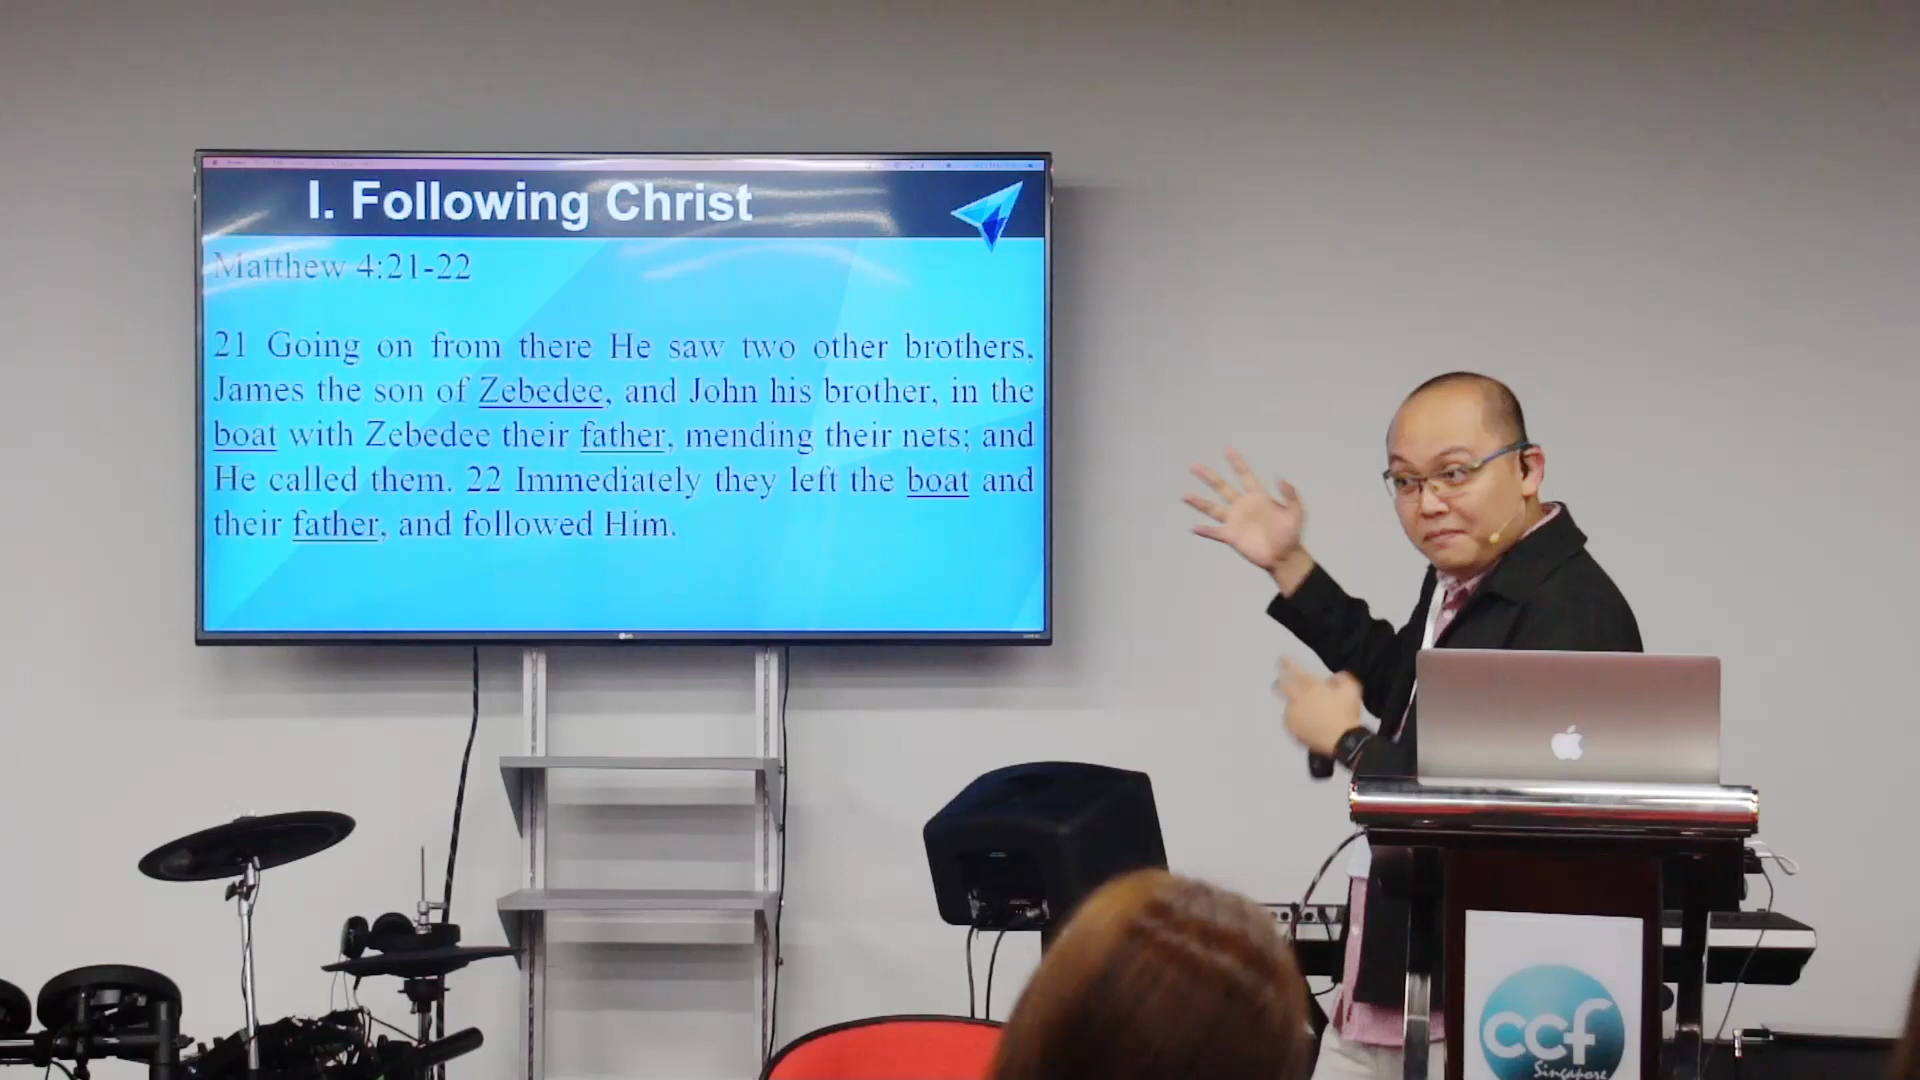 I. Following Christ
Matthew 4:21-22
21 Going on from there He saw two other brothers,
James the son of Zebedee, and John his brother, in the
boat with Zebedee their father, mending their nets; and
He called them. 22 Immediately they left the boat and
their father, and followed Him.
ccf
Singapore